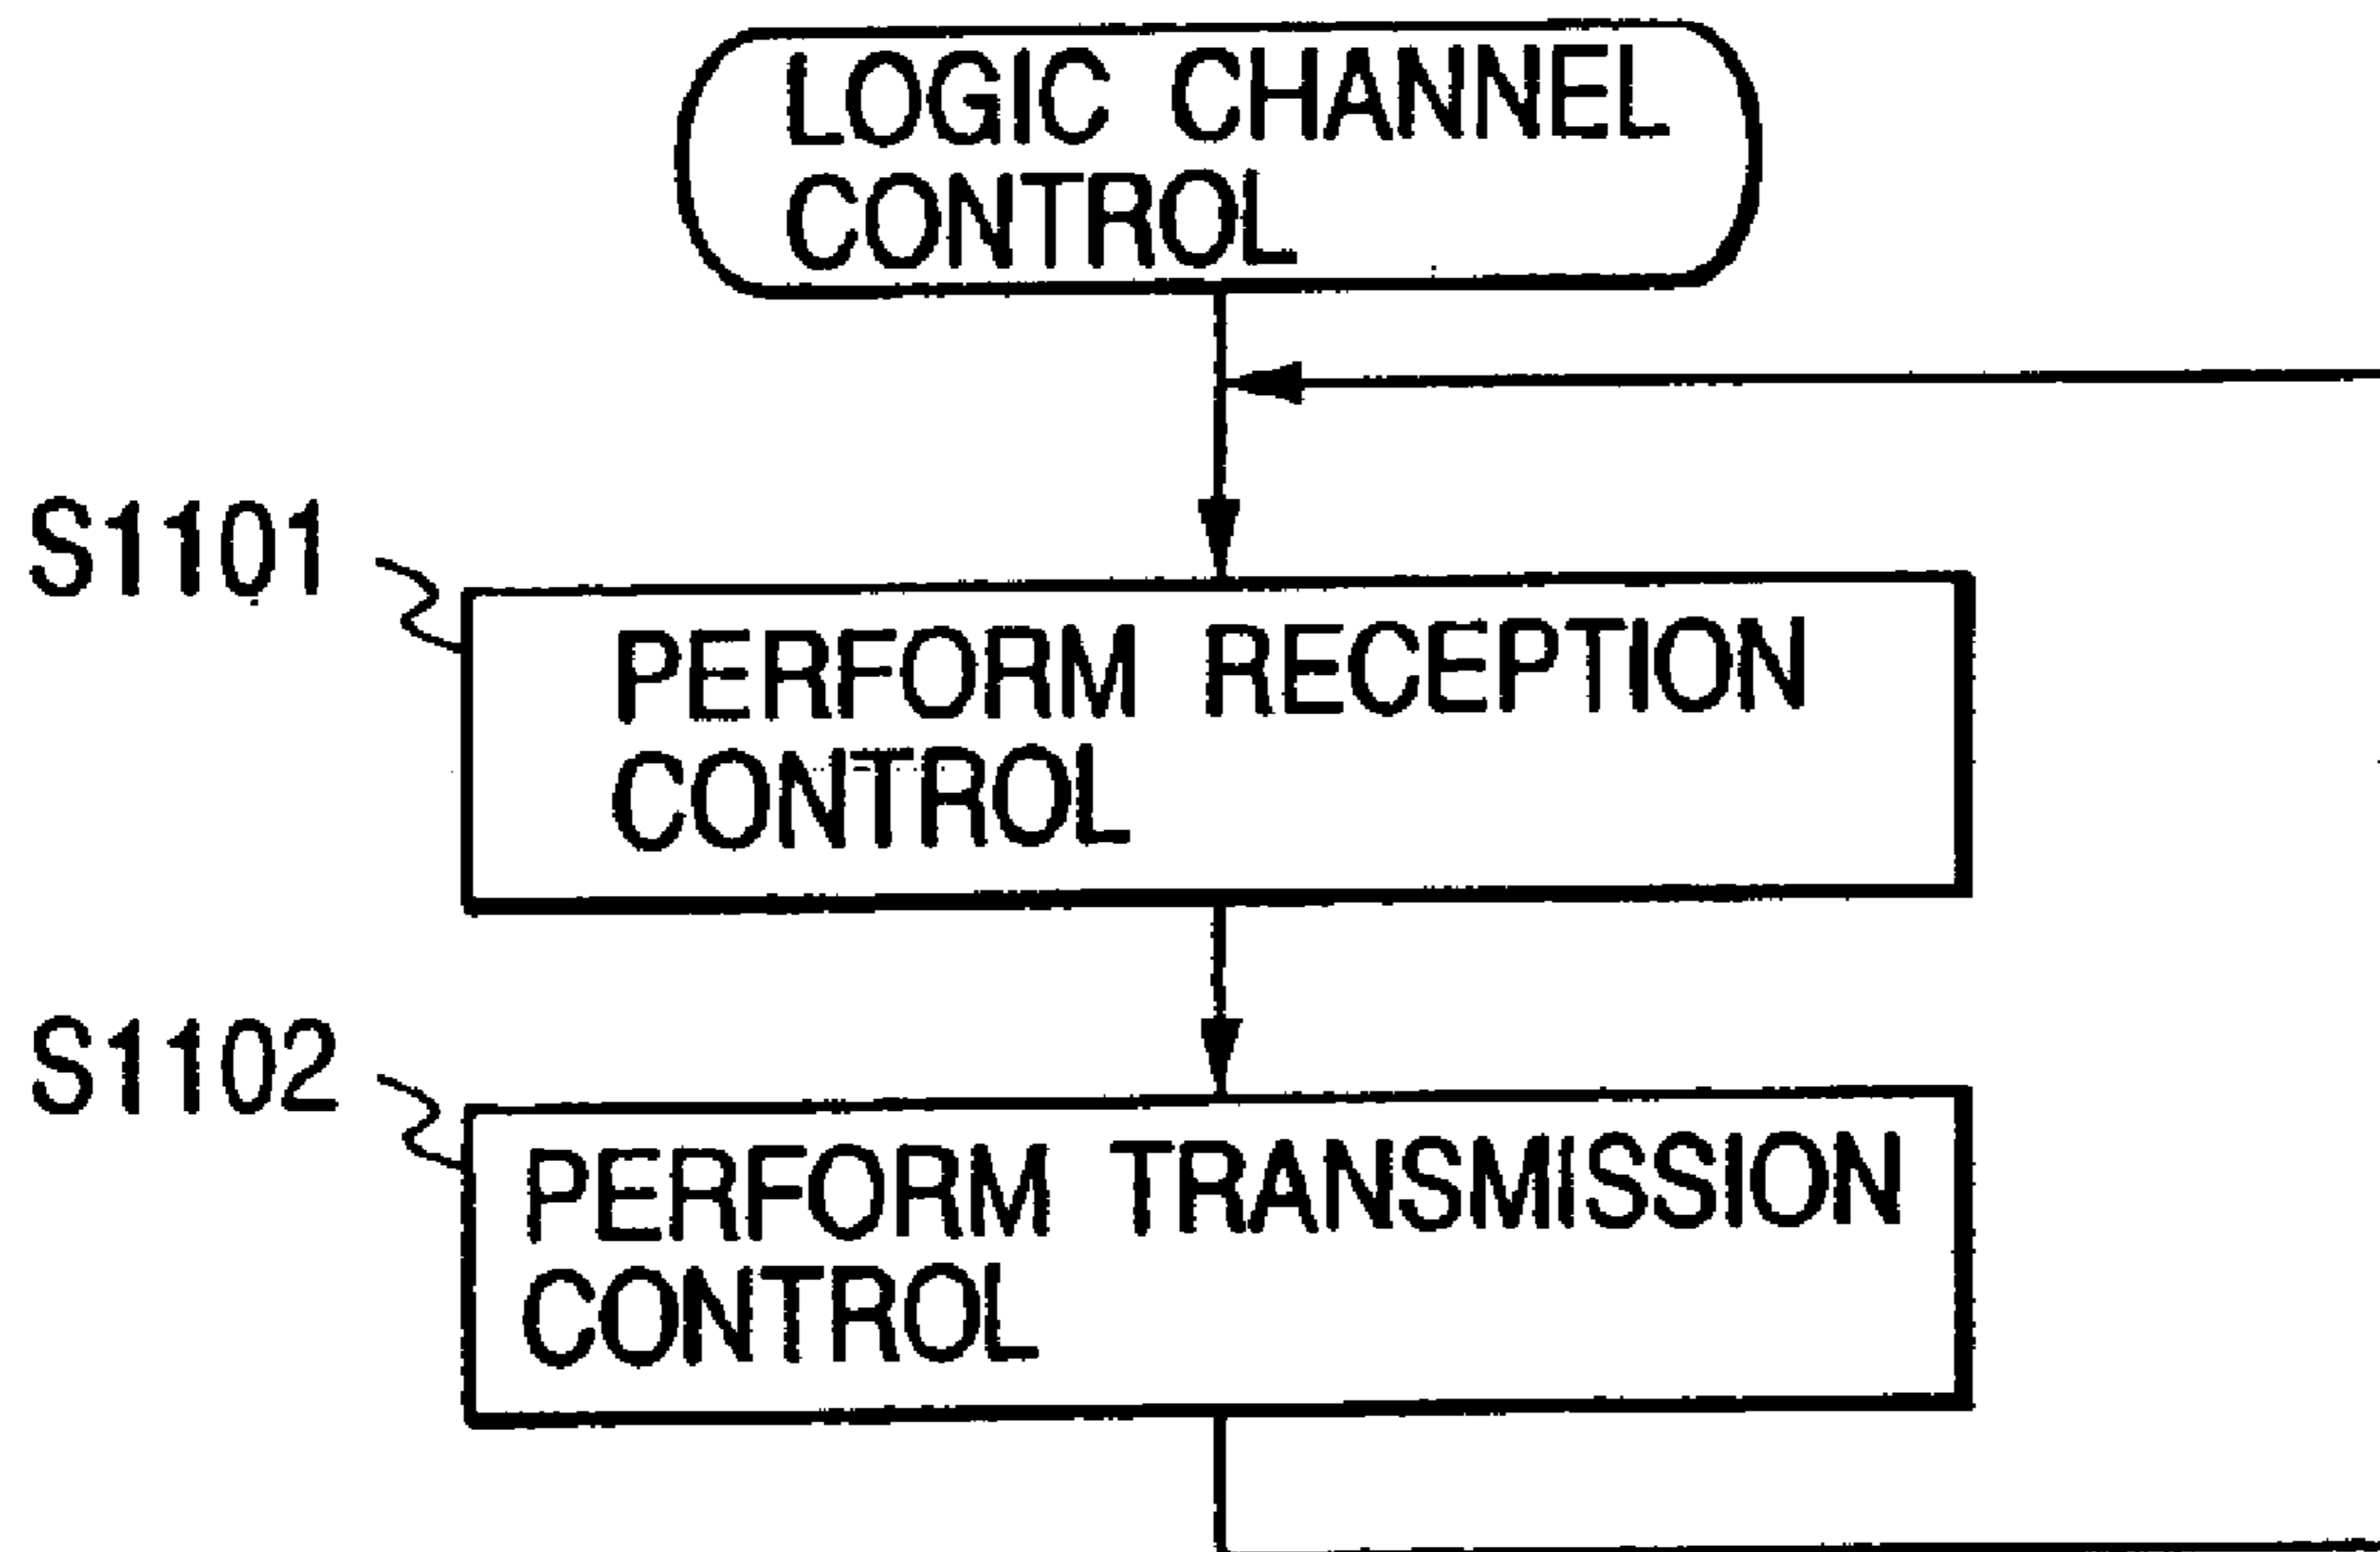 LOGIC CHANNEL
CONTROL
S1101
PERFORM RECEPTION
CONTROL
S1102
PERFORM TRANSMISSION
CONTROL